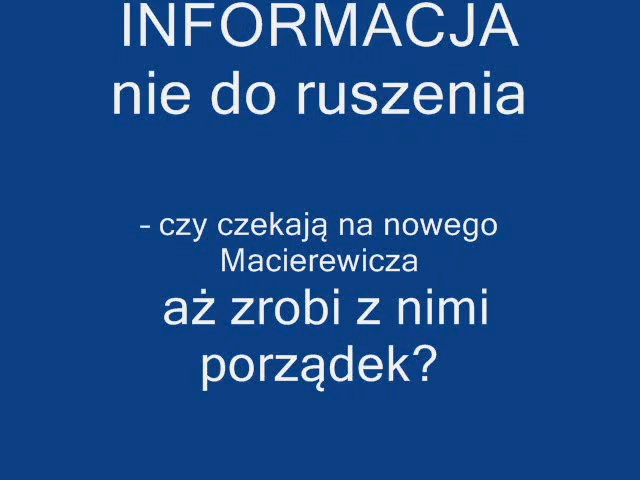 INFORMACJA
nie do ruszenia
- czy czekają na nowego
Macierewicza
aż zrobi z nimi
porządek?